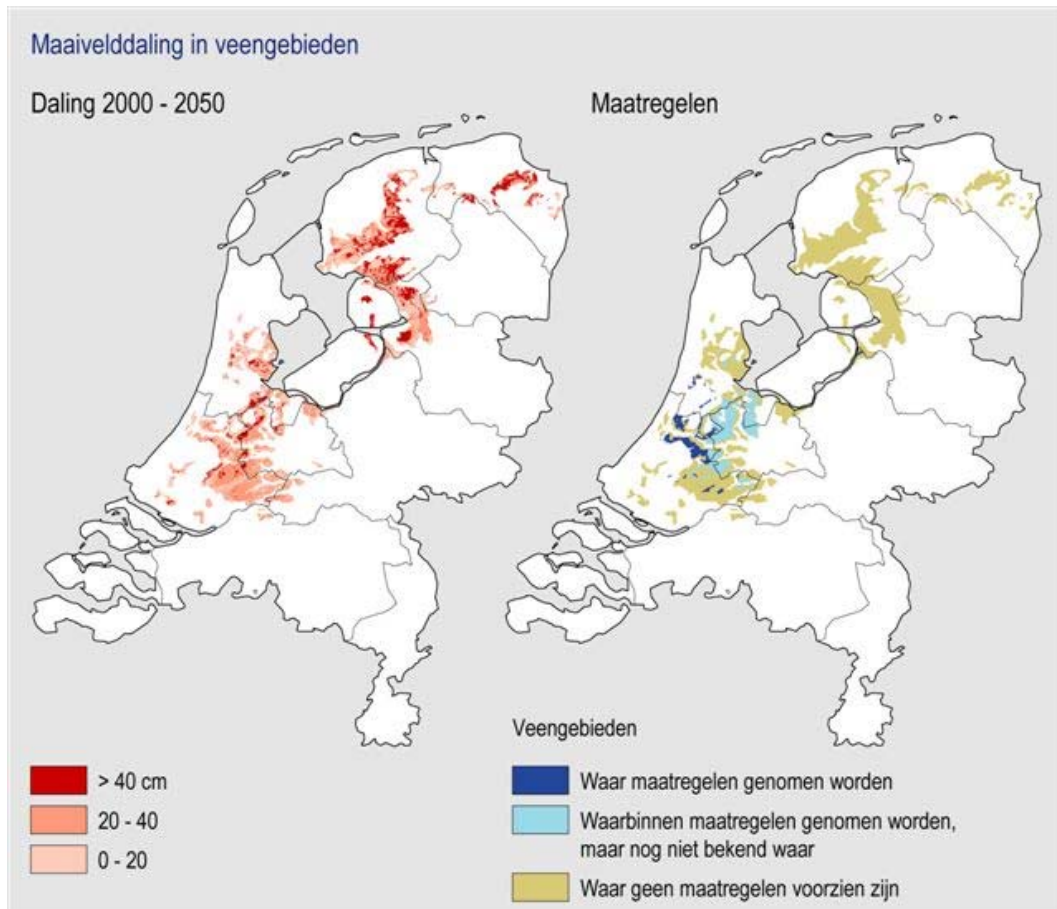 Maaivelddaling in veengebieden
Daling 2000 - 2050
Maatregelen
> 40 cm
20 - 40
0 - 20
Veengebieden
Waar maatregelen genomen worden
Waarbinnen maatregelen genomen worden,
maar nog niet bekend waar
Waar geen maatregelen voorzien zijn